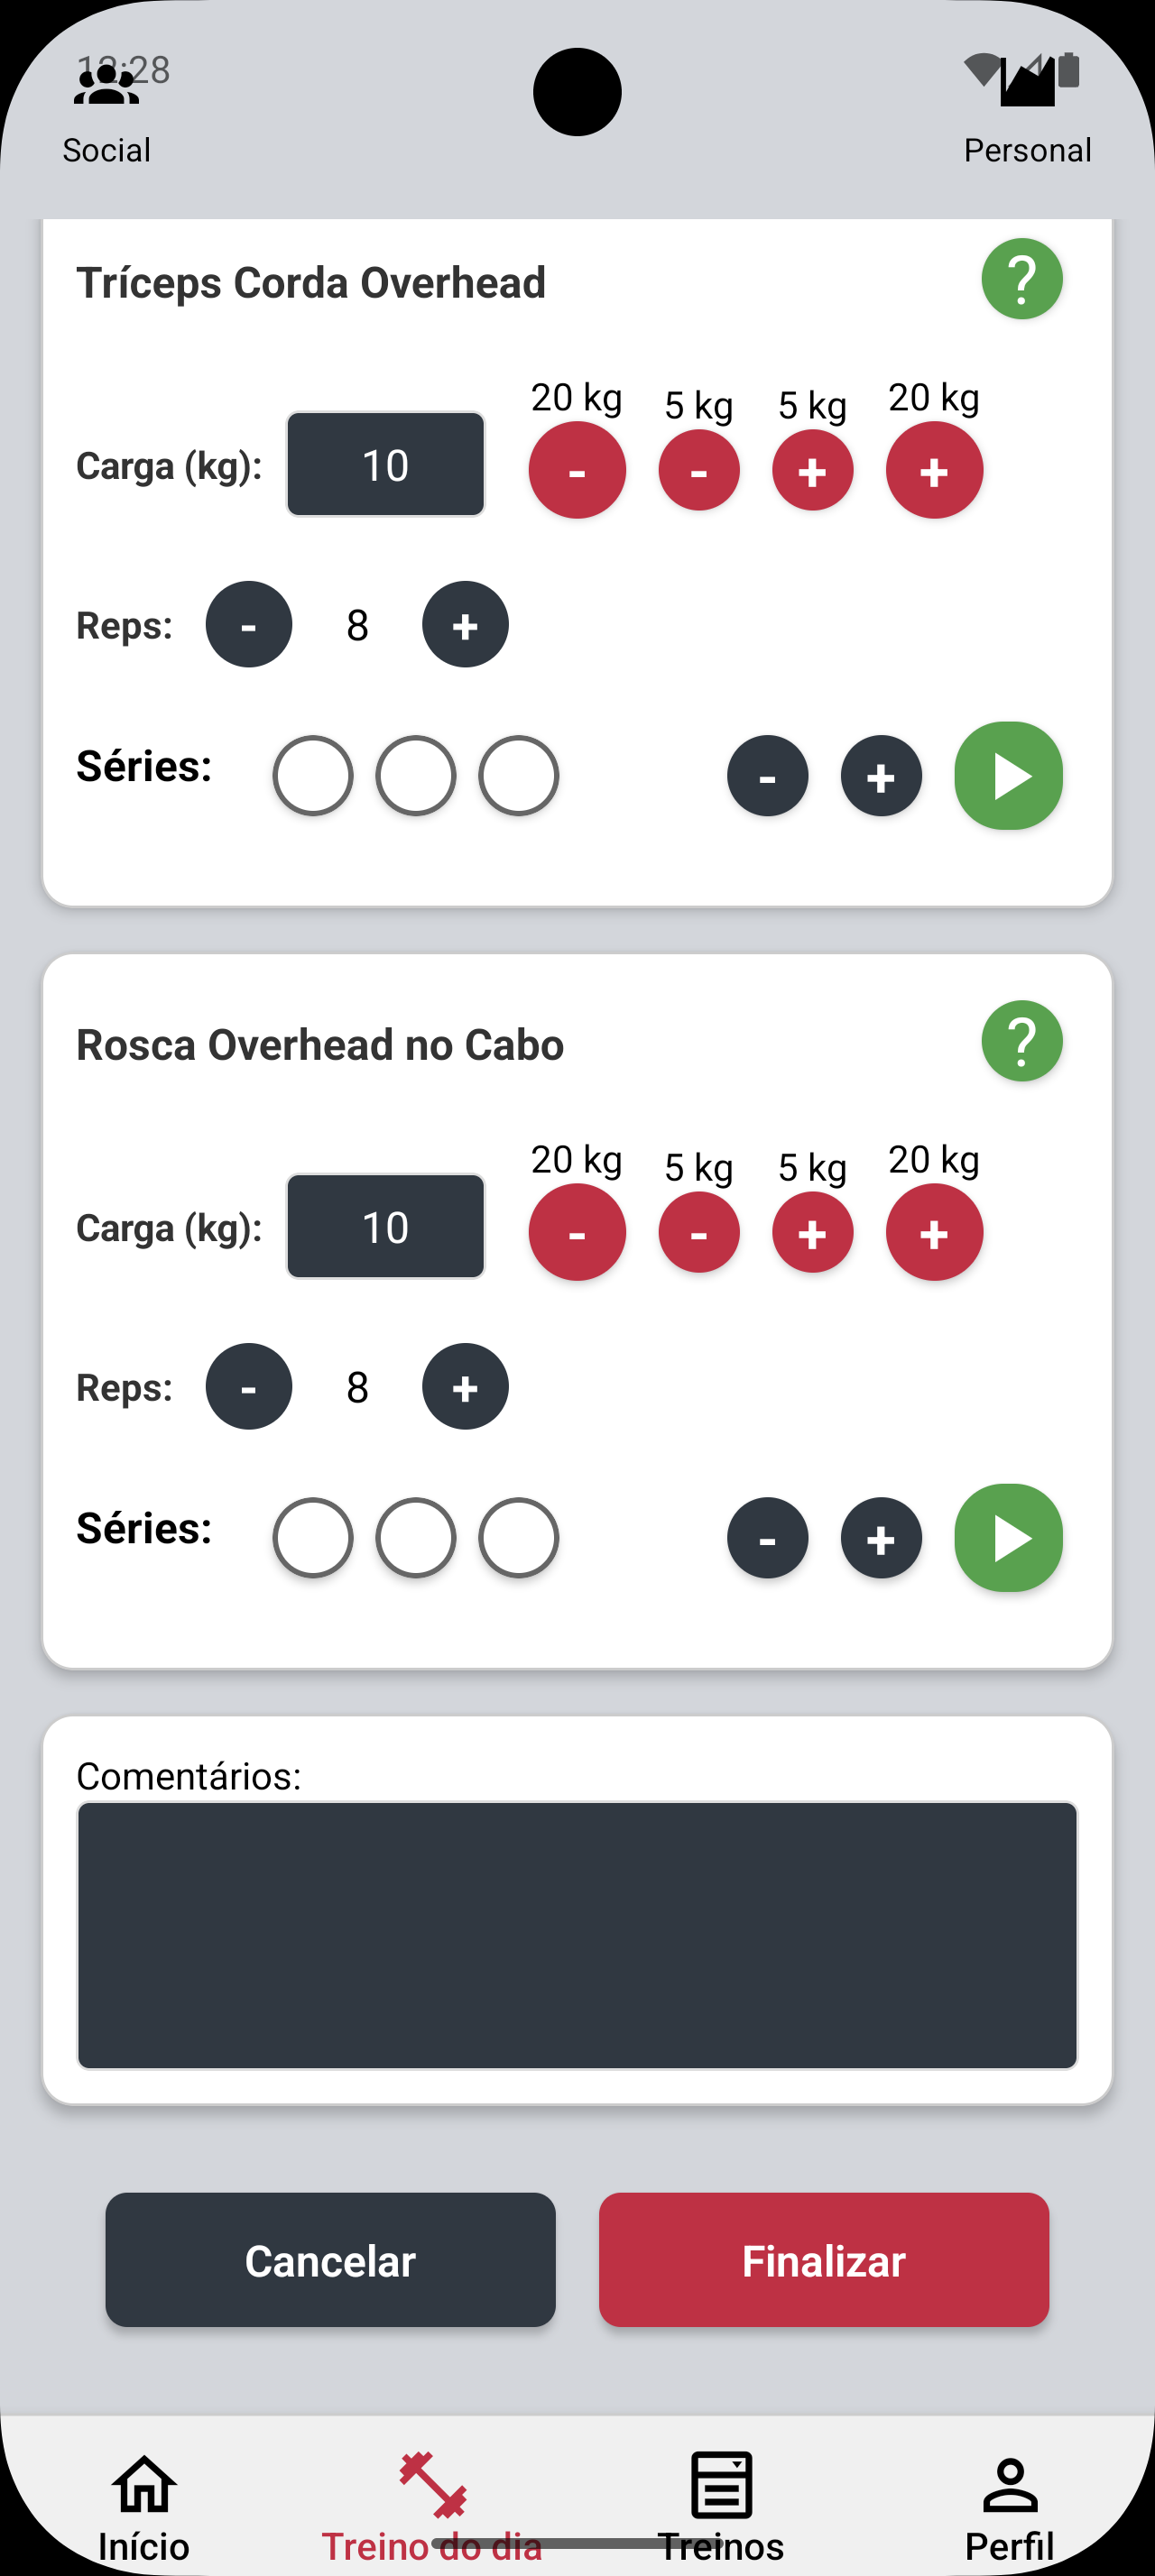 12:28
Social
Personal
Tríceps Corda Overhead
?
20 kg 5 kg 5 kg 20 kg
Carga (kg): 10 - - + +
Reps: - 8 +
Séries: - +
Rosca Overhead no Cabo
?
20 kg 5 kg 5 kg 20 kg
Carga (kg): 10 - - + +
Reps: - 8 +
Séries: - +
Comentários:
Cancelar Finalizar
Início Treino do dia Treinos Perfil